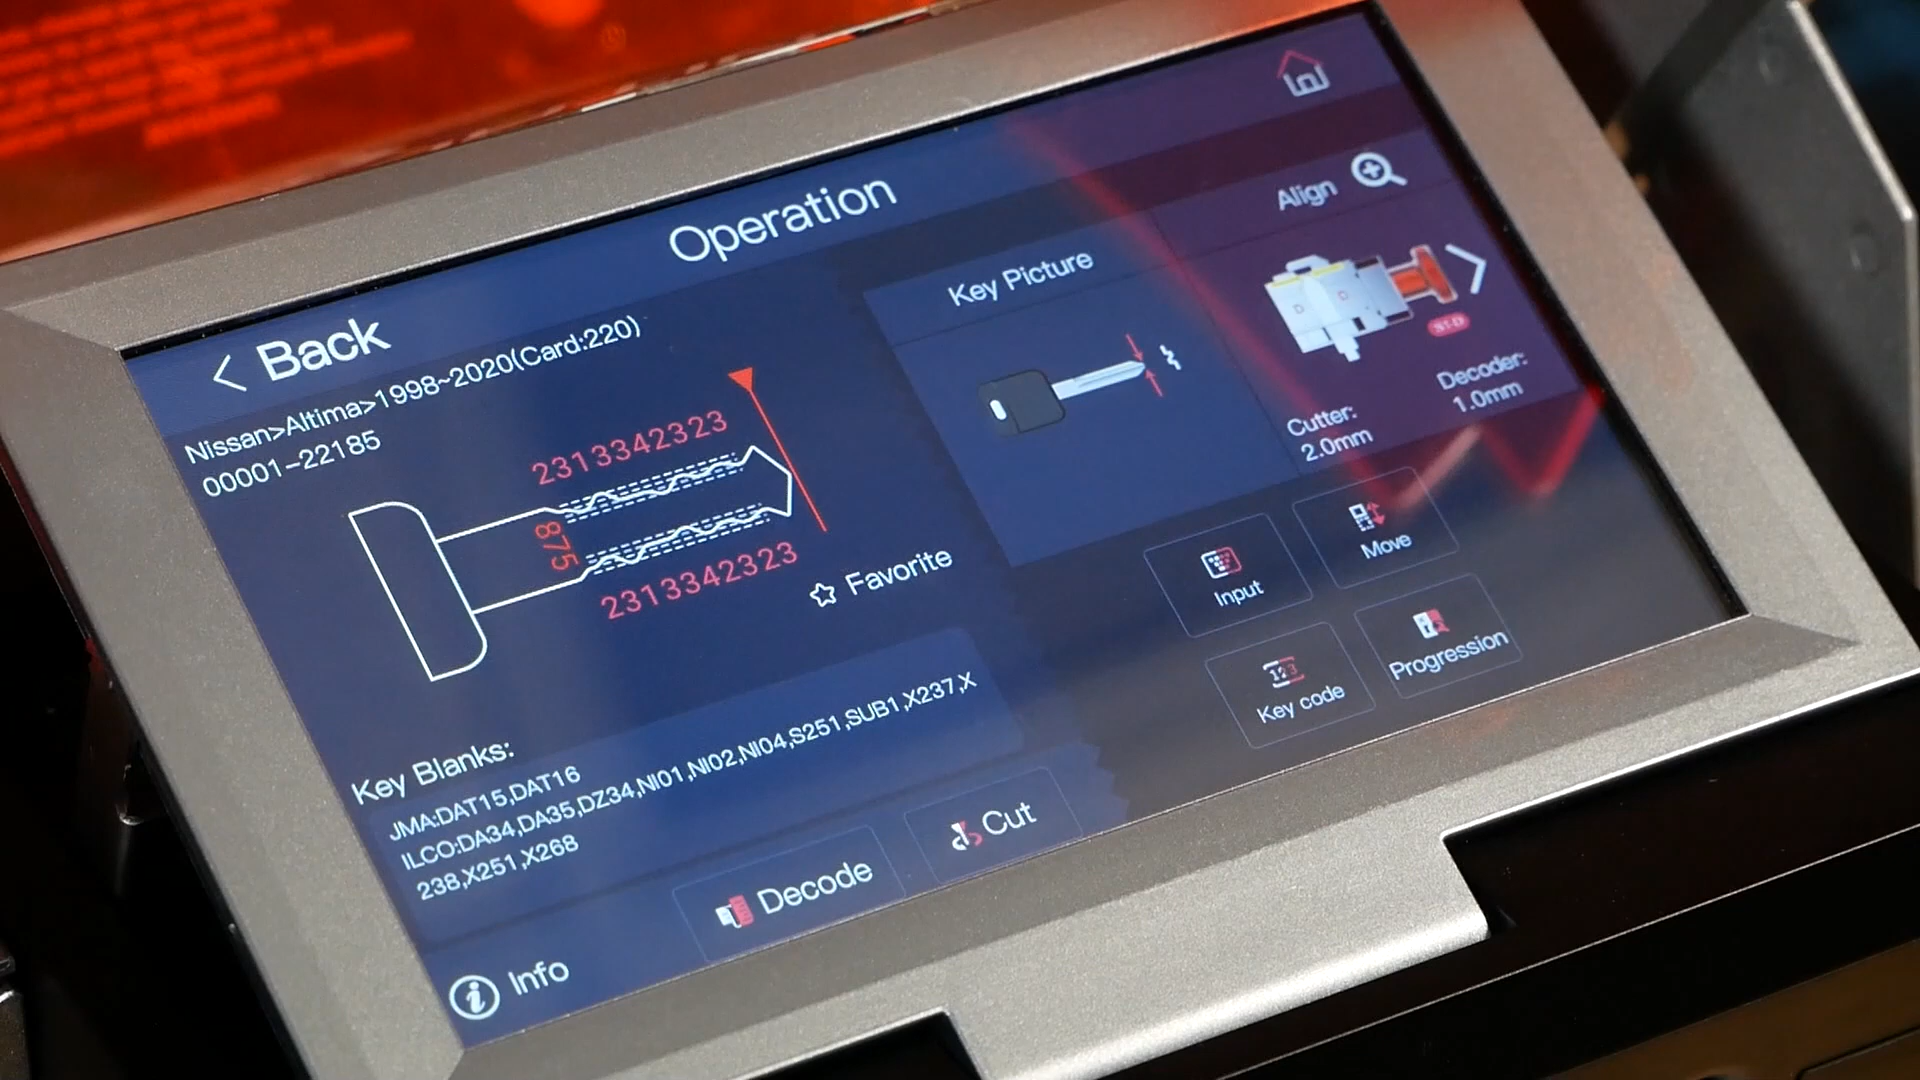 Operation
Back
Nissan>Altima>1998~2020(Card:220)
00001-22185
2313342323
875
2313342323
Favorite
Key Blanks:
JMA:DAT15,DAT16
ILCO:DA34,DA35,DZ34,NI01,NI02,NI04,S251,SUB1,X237,X
238,X251,X268
Info
Decode
Cut
Key Picture
Align
D
D
S1-D
Decoder:
1.0mm
Cutter:
2.0mm
Input
Move
123
Key code
Progression